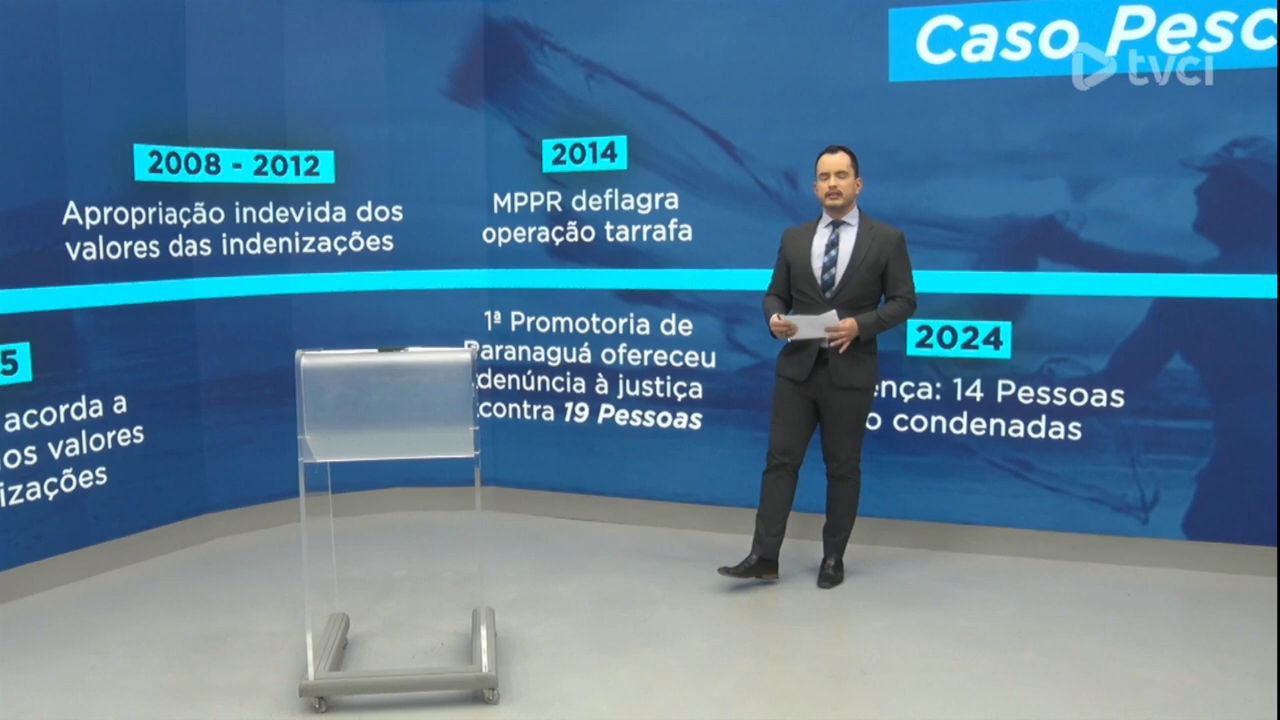 Caso Pesc
tvci
2008 - 2012
Apropriação indevida dos
valores das indenizações
2014
MPPR deflagra
operação tarrafa
5
acorda a
os valores
izações
1ª Promotoria de
Paranaguá ofereceu
denúncia à justiça
contra 19 Pessoas
2024
ença: 14 Pessoas
o condenadas